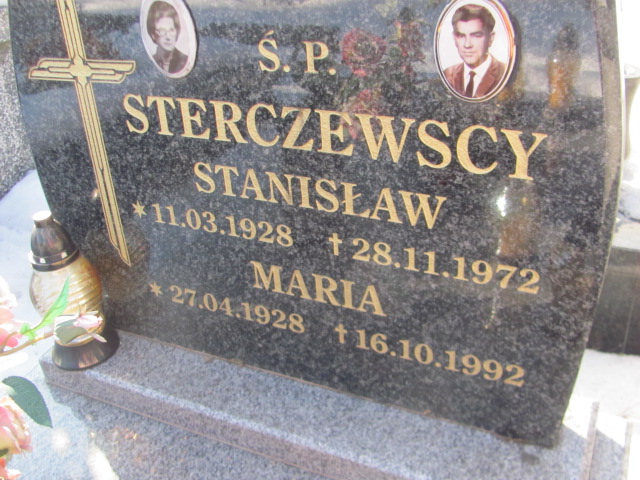 Ś. P.
STERCZEWSCY
STANISŁAW
* 11.03.1928 † 28.11.1972
MARIA
* 27.04.1928 † 16.10.1992